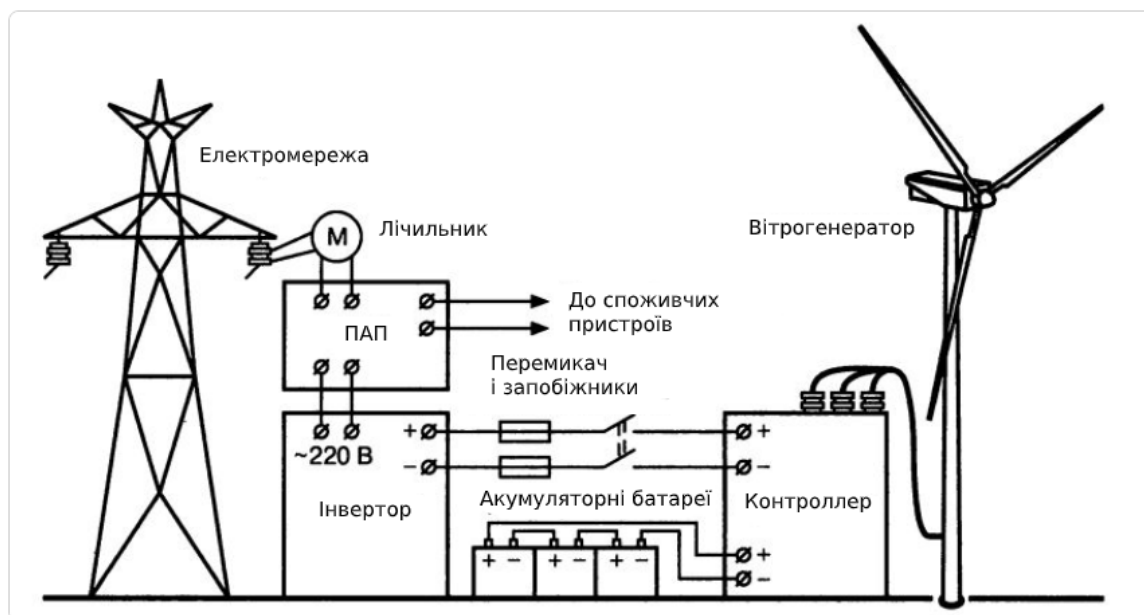 Електромережа
М
Лічильник
Вітрогенератор
До споживчих
пристроїв
ПАП
Перемикач
і запобіжники
+
+
~220 В
−
−
Інвертор
Акумуляторні батареї
Контроллер
+ − + − + −
+
−